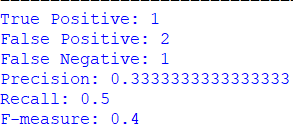 True Positive: 1
False Positive: 2
False Negative: 1
Precision: 0.3333333333333333
Recall: 0.5
F-measure: 0.4